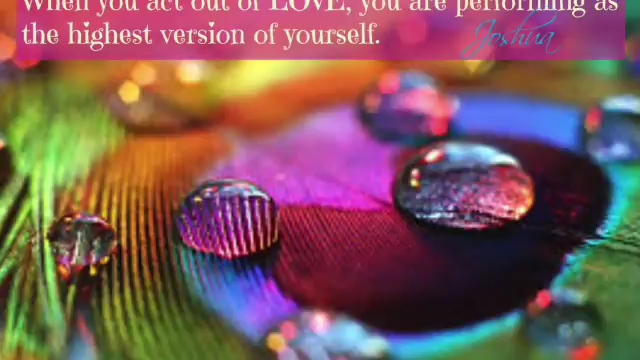 When you act out of LOVE, you are performing as
the highest version of yourself.
Joshua